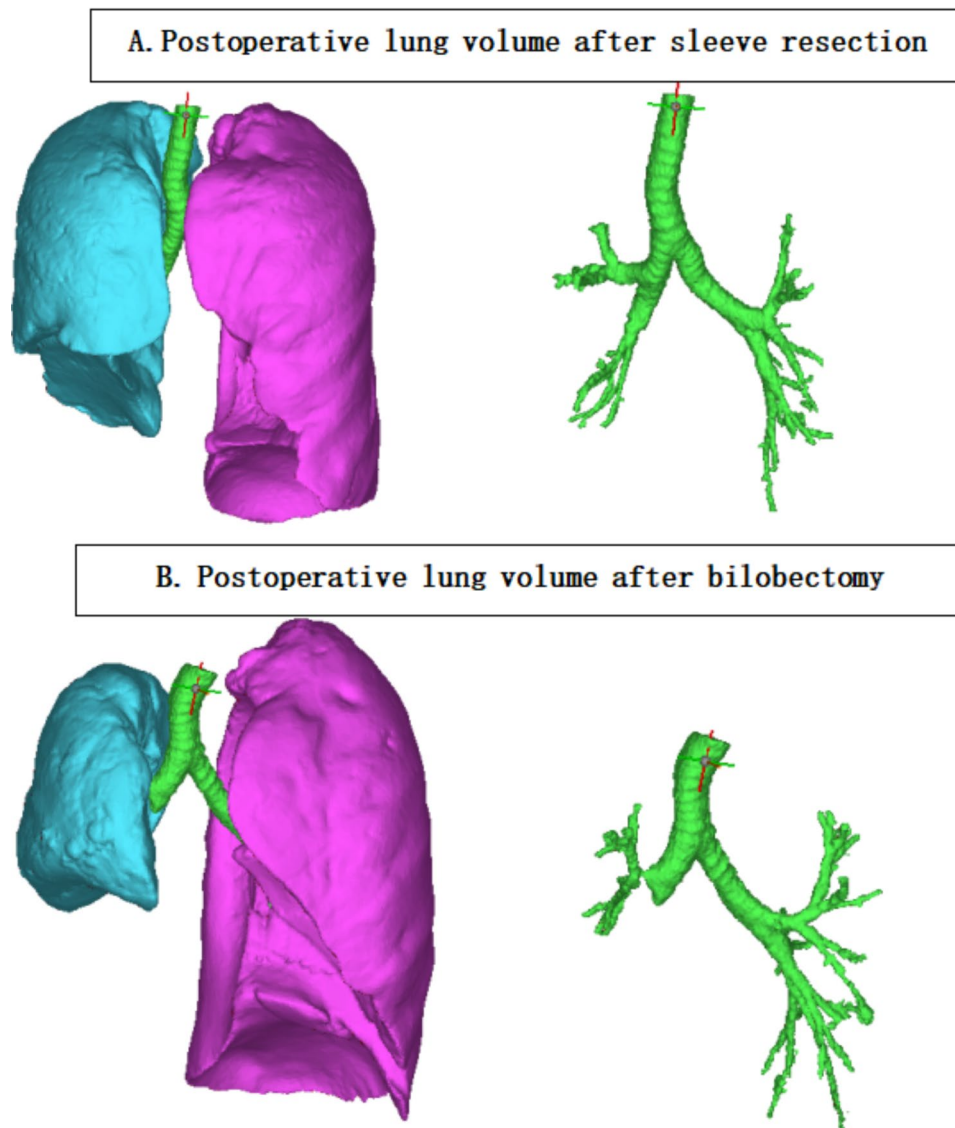 A. Postoperative lung volume after sleeve resection
B. Postoperative lung volume after bilobectomy